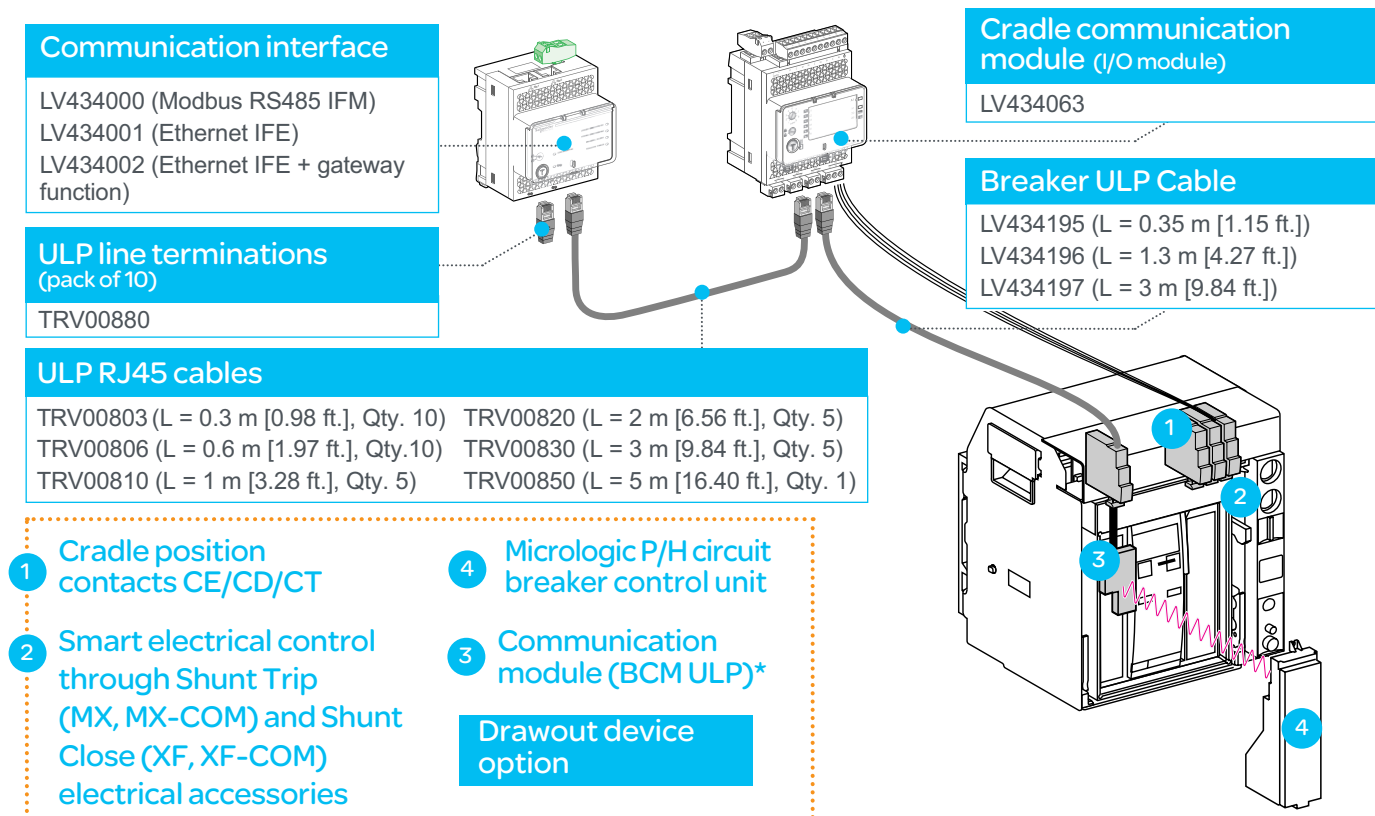 Communication interface
LV434000 (Modbus RS485 IFM)
LV434001 (Ethernet IFE)
LV434002 (Ethernet IFE + gateway
function)
Cradle communication
module (I/O module)
LV434063
Breaker ULP Cable
LV434195 (L = 0.35 m [1.15 ft.])
LV434196 (L = 1.3 m [4.27 ft.])
LV434197 (L = 3 m [9.84 ft.])
ULP line terminations
(pack of 10)
TRV00880
ULP RJ45 cables
TRV00803 (L = 0.3 m [0.98 ft.], Qty. 10) TRV00820 (L = 2 m [6.56 ft.], Qty. 5)
TRV00806 (L = 0.6 m [1.97 ft.], Qty.10) TRV00830 (L = 3 m [9.84 ft.], Qty. 5)
TRV00810 (L = 1 m [3.28 ft.], Qty. 5) TRV00850 (L = 5 m [16.40 ft.], Qty. 1)
1
2
3
4
1 Cradle position
contacts CE/CD/CT
2 Smart electrical control
through Shunt Trip
(MX, MX-COM) and Shunt
Close (XF, XF-COM)
electrical accessories
4 Micrologic P/H circuit
breaker control unit
3 Communication
module (BCM ULP)*
Drawout device
option